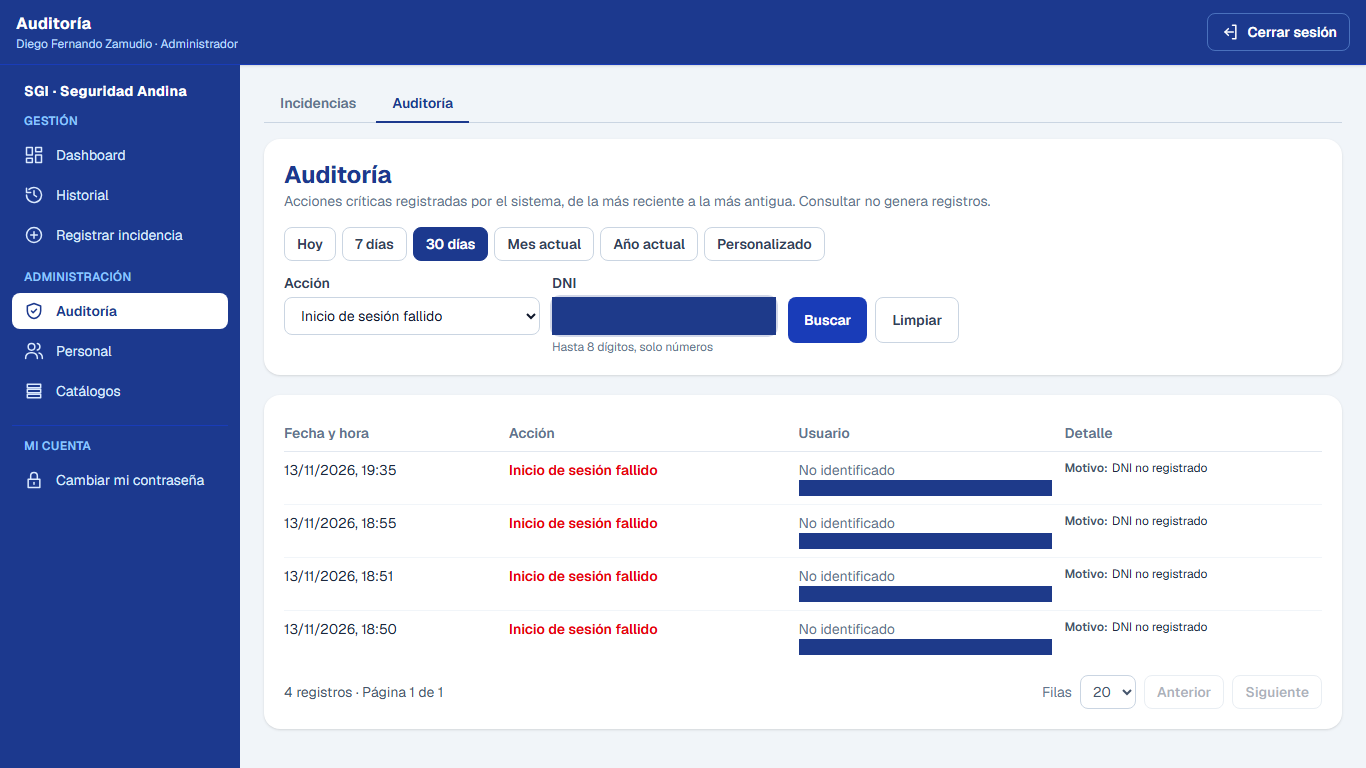 Auditoría
Diego Fernando Zamudio · Administrador
Cerrar sesión
SGI · Seguridad Andina
GESTIÓN
Dashboard
Historial
Registrar incidencia
ADMINISTRACIÓN
Auditoría
Personal
Catálogos
MI CUENTA
Cambiar mi contraseña
Incidencias Auditoría
Auditoría
Acciones críticas registradas por el sistema, de la más reciente a la más antigua. Consultar no genera registros.
Hoy 7 días 30 días Mes actual Año actual Personalizado
Acción DNI
Inicio de sesión fallido Buscar Limpiar
Hasta 8 dígitos, solo números
Fecha y hora Acción Usuario Detalle
13/11/2026, 19:35 Inicio de sesión fallido No identificado Motivo: DNI no registrado
13/11/2026, 18:55 Inicio de sesión fallido No identificado Motivo: DNI no registrado
13/11/2026, 18:51 Inicio de sesión fallido No identificado Motivo: DNI no registrado
13/11/2026, 18:50 Inicio de sesión fallido No identificado Motivo: DNI no registrado
4 registros · Página 1 de 1 Filas 20 Anterior Siguiente